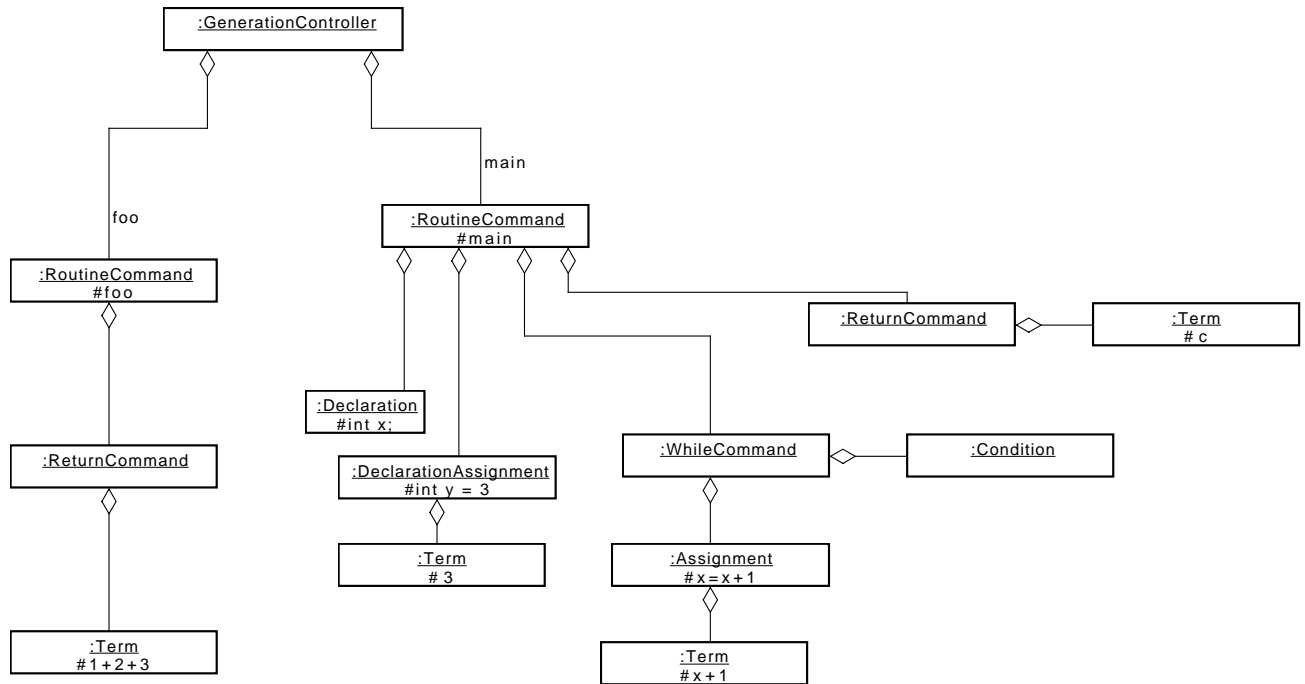 :GenerationController
main
:RoutineCommand
#main
foo
:RoutineCommand
#foo
:ReturnCommand
:Term
#c
:Declaration
#int x;
:WhileCommand
:Condition
:ReturnCommand
:DeclarationAssignment
#int y = 3
:Term
#3
:Assignment
#x=x+1
:Term
#1+2+3
:Term
#x+1